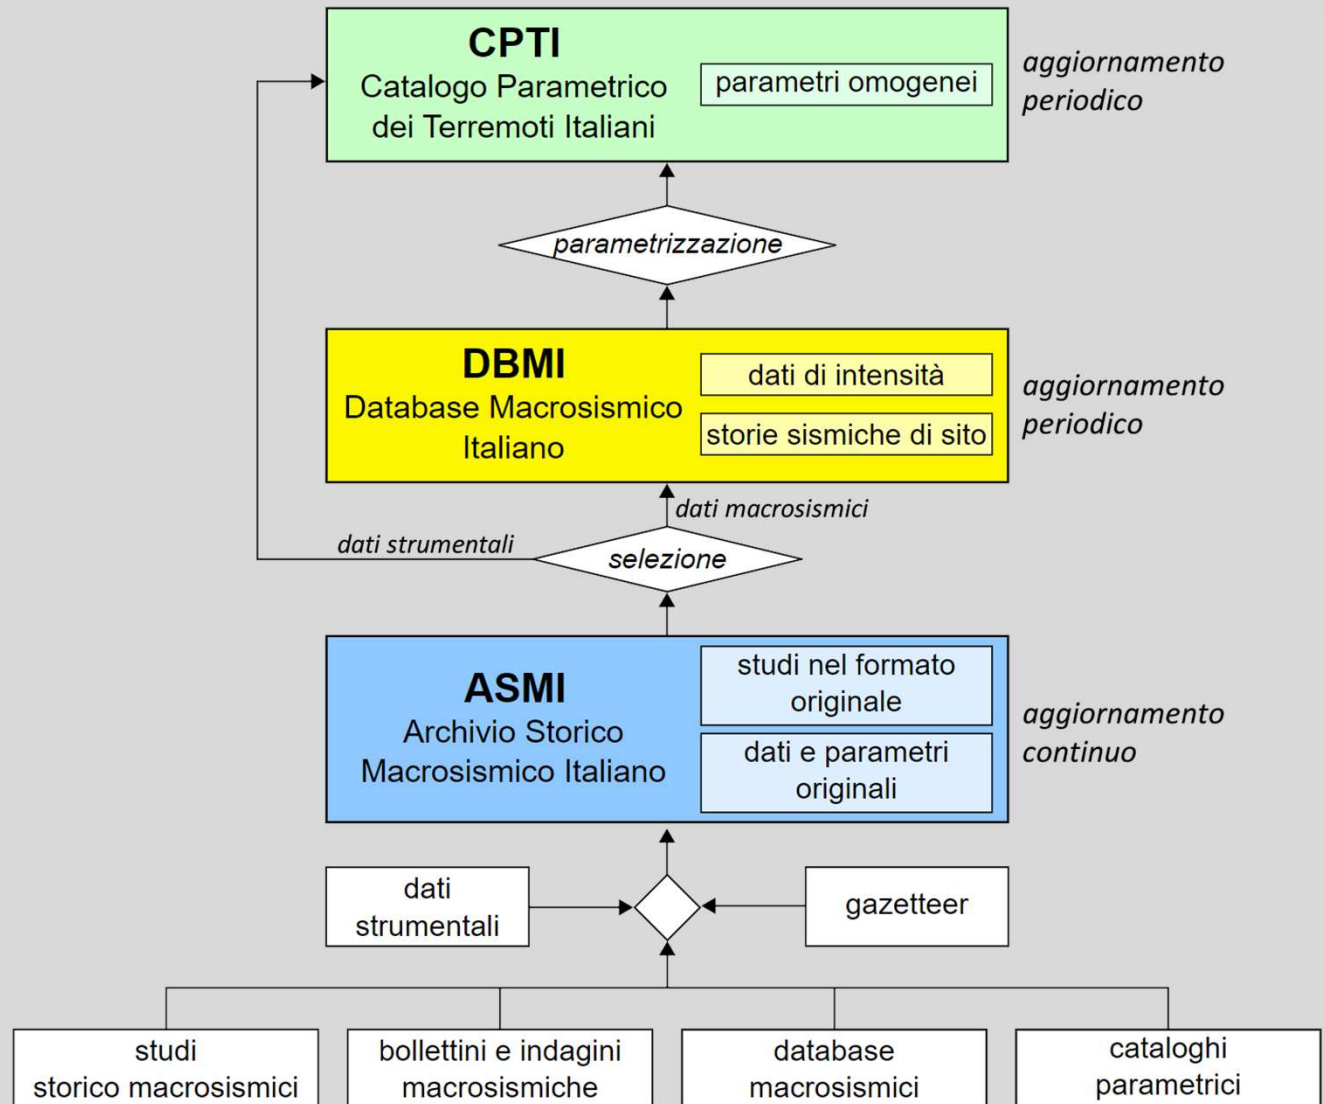 CPTI
Catalogo Parametrico
dei Terremoti Italiani
parametri omogenei
aggiornamento
periodico
parametrizzazione
DBMI
Database Macrosismico
Italiano
dati di intensità
storie sismiche di sito
aggiornamento
periodico
dati macrosismici
dati strumentali
selezione
ASMI
Archivio Storico
Macrosismico Italiano
studi nel formato
originale
dati e parametri
originali
aggiornamento
continuo
dati
strumentali
gazetteer
studi
storico macrosismici
bollettini e indagini
macrosismiche
database
macrosismici
cataloghi
parametrici